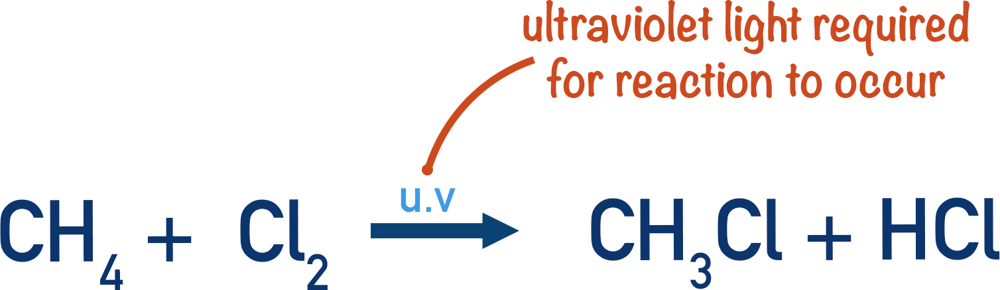 ultraviolet light required
for reaction to occur
u.v
CH₄ + Cl₂ → CH₃Cl + HCl